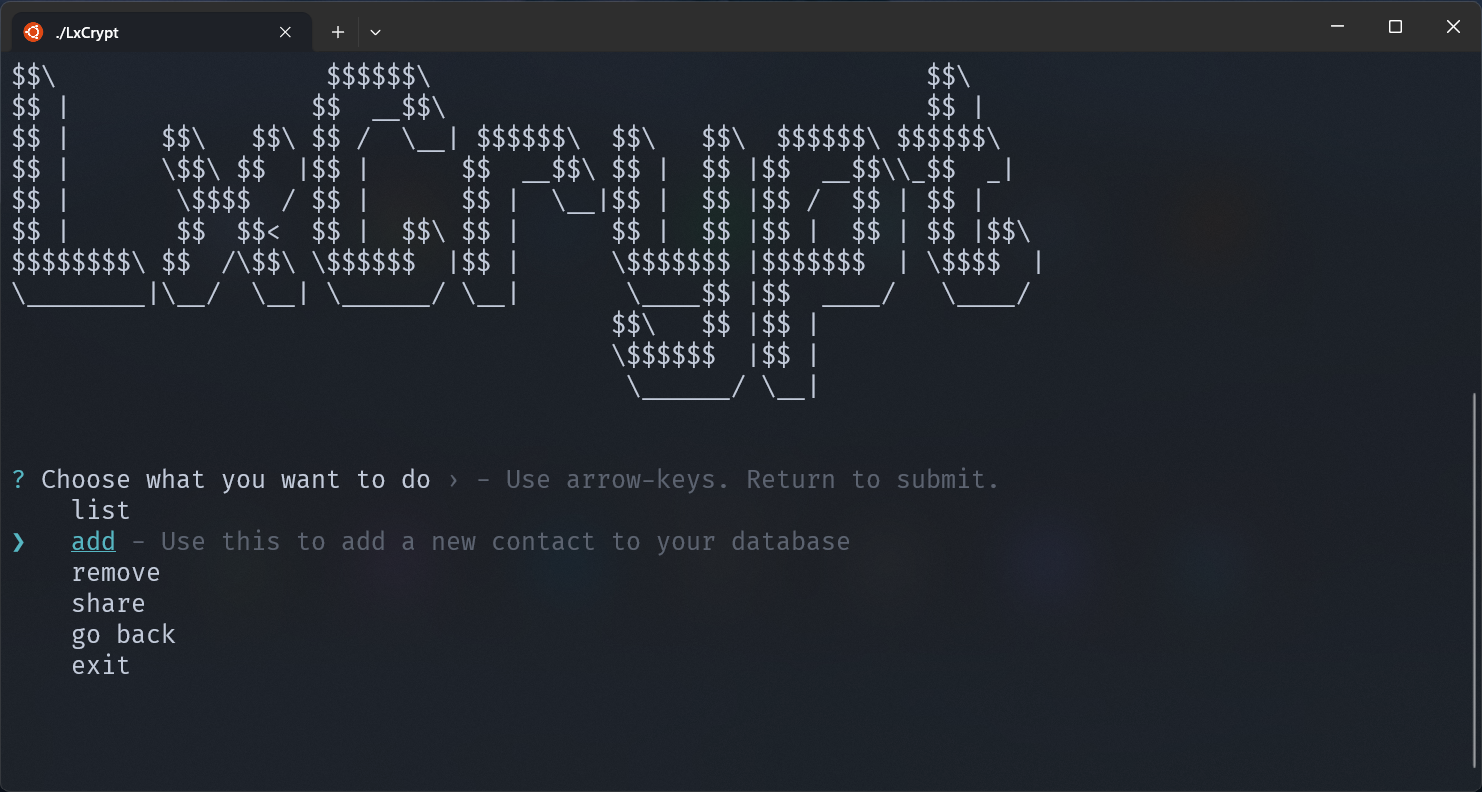 ./LxCrypt
$$\                  $$$$$$\                                 $$\
$$ |                $$  __$$\                                $$ |
$$ |      $$\   $$\ $$ /  \__| $$$$$$\  $$\   $$\  $$$$$$\ $$$$$$\
$$ |      \$$\ $$  |$$ |      $$  __$$\ $$ |  $$ |$$  __$$\\_$$  _|
$$ |       \$$$$  / $$ |      $$ |  \__|$$ |  $$ |$$ /  $$ | $$ |
$$ |       $$  $$<  $$ |  $$\ $$ |      $$ |  $$ |$$ |  $$ | $$ |$$\
$$$$$$$$\ $$  /\$$\ \$$$$$$  |$$ |      \$$$$$$$ |$$$$$$$  | \$$$$  |
\________|\__/  \__| \______/ \__|       \____$$ |$$  ____/   \____/
                                        $$\   $$ |$$ |
                                        \$$$$$$  |$$ |
                                         \______/ \__|
? Choose what you want to do › - Use arrow-keys. Return to submit.
    list
❯   add - Use this to add a new contact to your database
    remove
    share
    go back
    exit